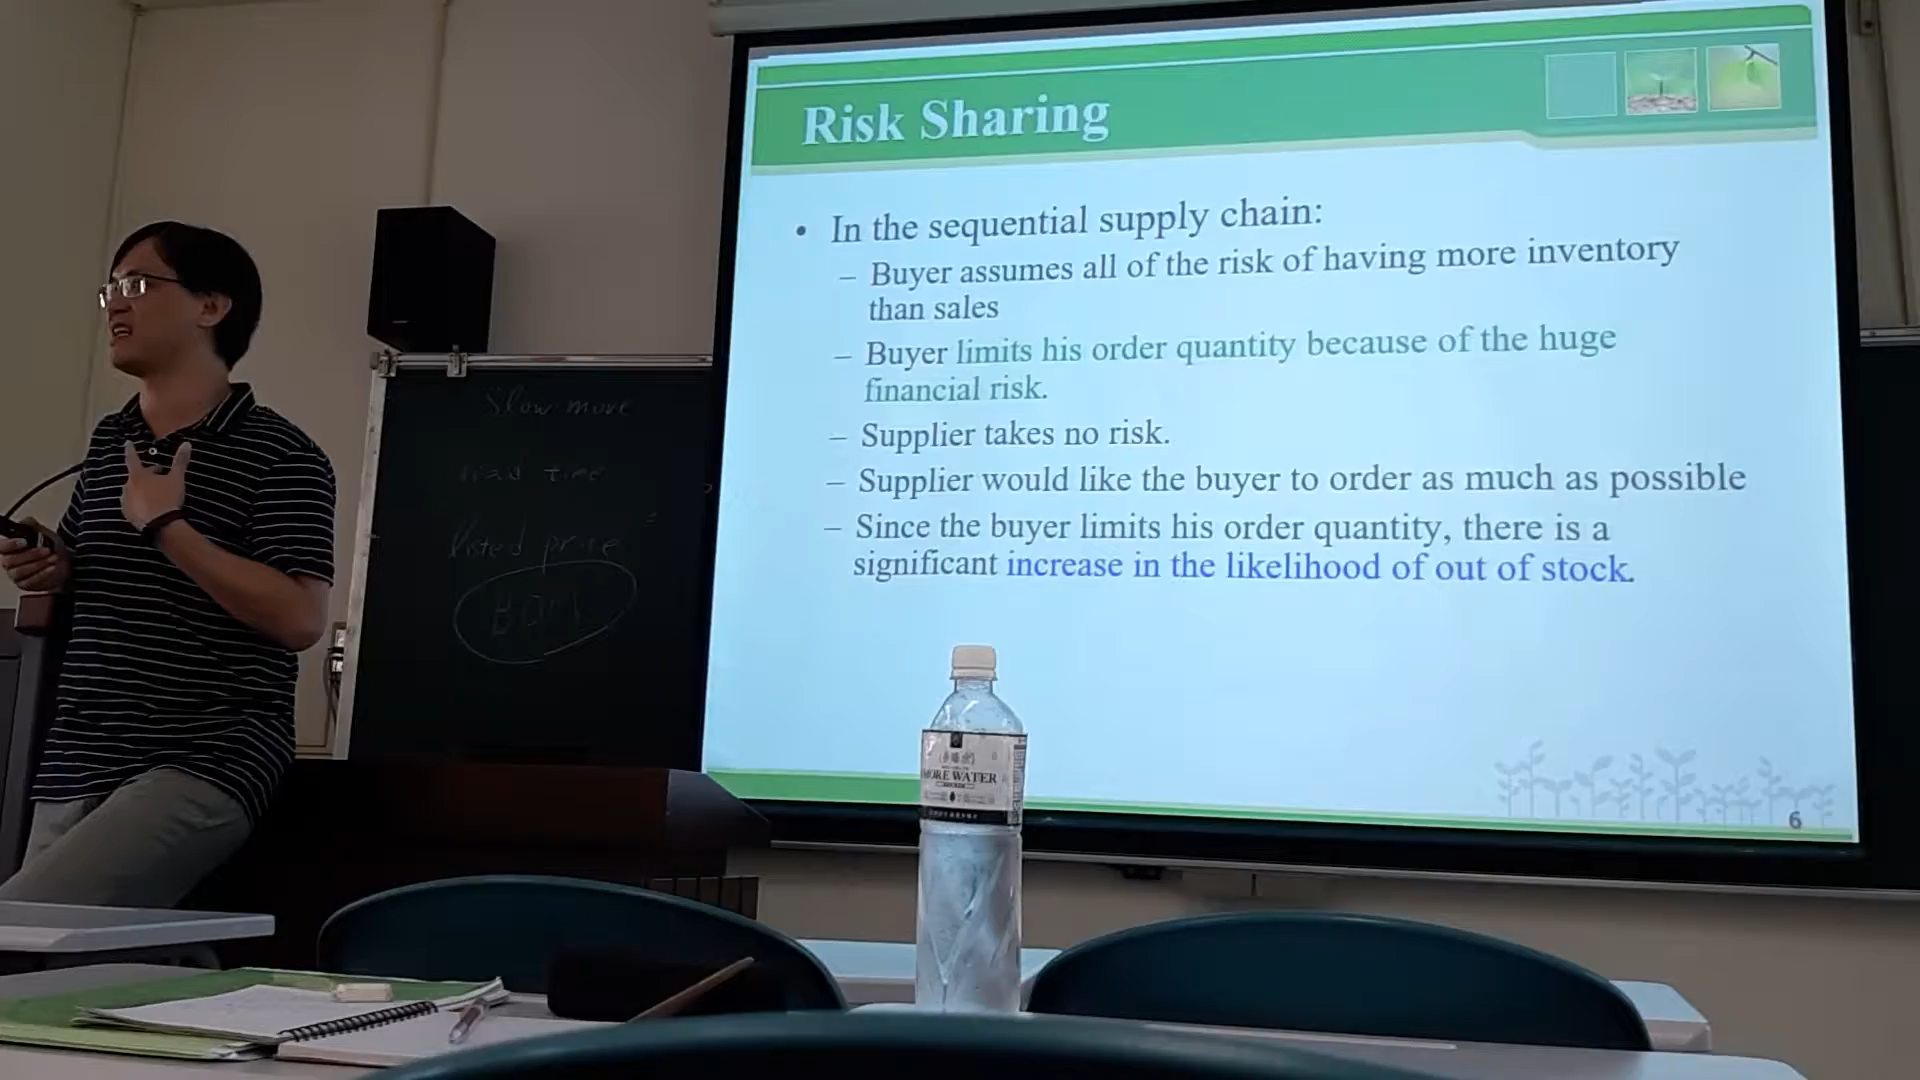 Risk Sharing
• In the sequential supply chain:
– Buyer assumes all of the risk of having more inventory
than sales
– Buyer limits his order quantity because of the huge
financial risk.
– Supplier takes no risk.
– Supplier would like the buyer to order as much as possible
– Since the buyer limits his order quantity, there is a
significant increase in the likelihood of out of stock.
6
Slow move
time
listed price
MORE WATER